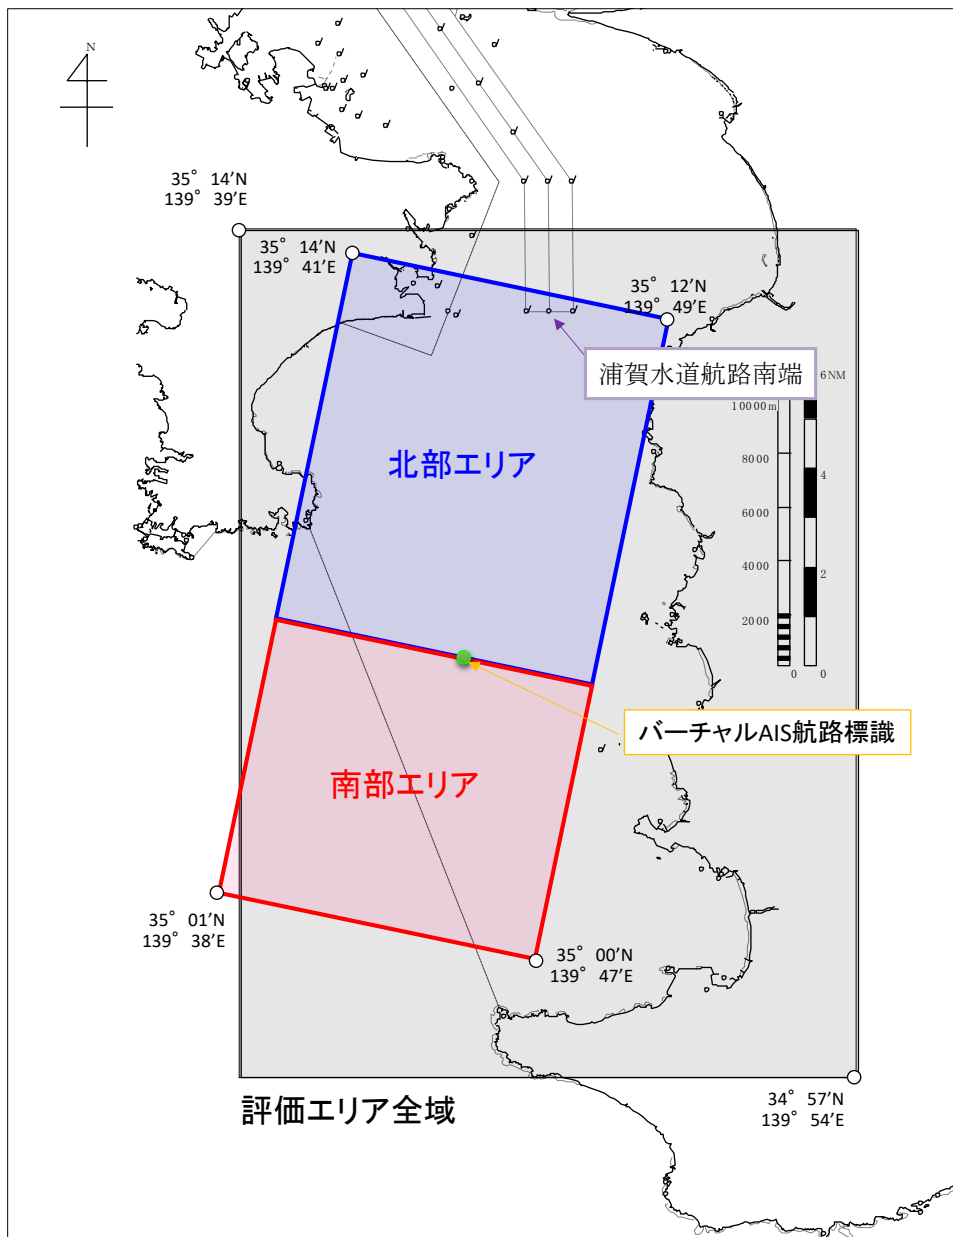 N
35° 14'N
139° 39'E
35° 14'N
139° 41'E
35° 12'N
139° 49'E
浦賀水道航路南端
6NM
10000m
8000
4
6000
4000
2
2000
0
0
北部エリア
バーチャルAIS航路標識
南部エリア
35° 01'N
139° 38'E
35° 00'N
139° 47'E
34° 57'N
139° 54'E
評価エリア全域